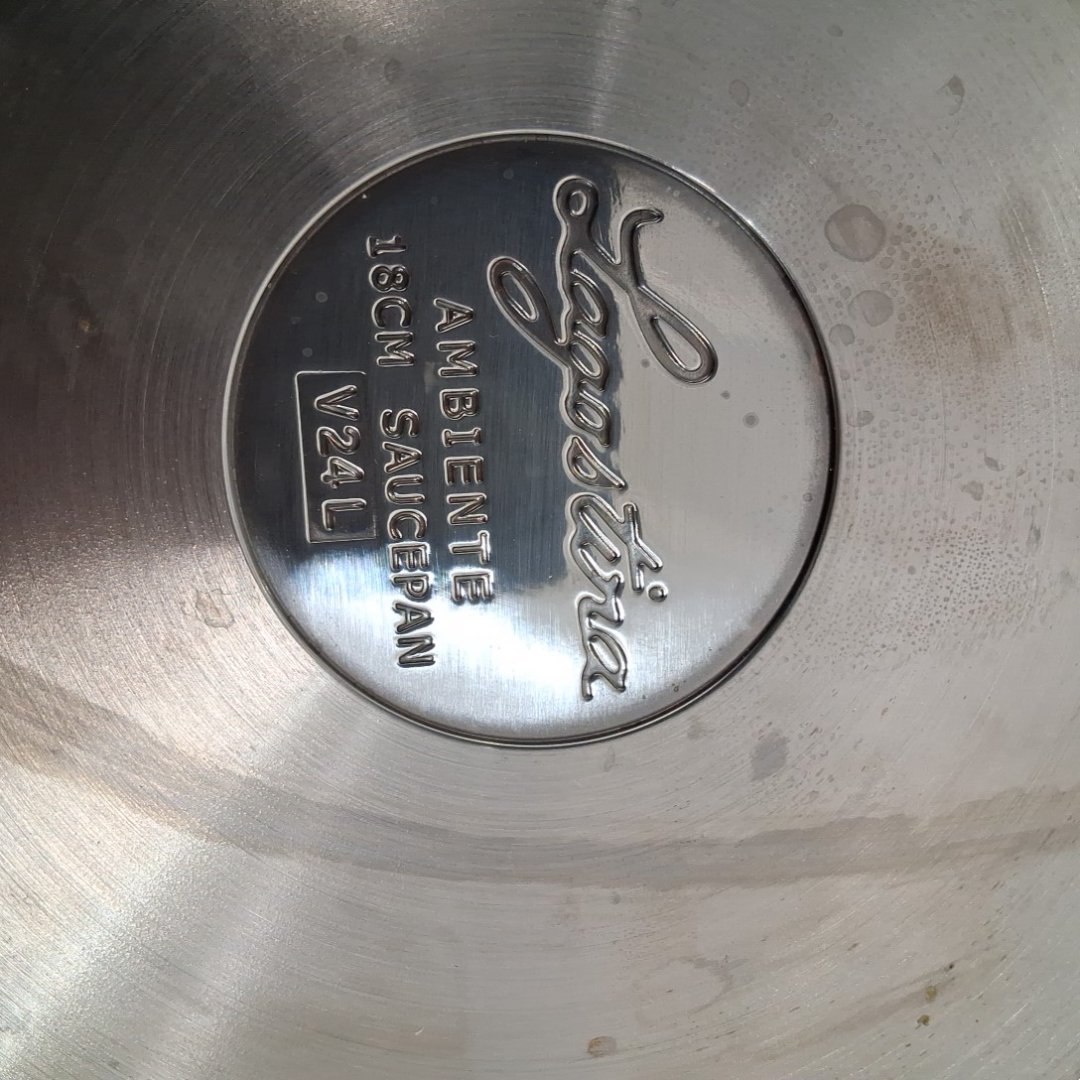 Lagostina
AMBIENTE
18CM SAUCEPAN
V24L